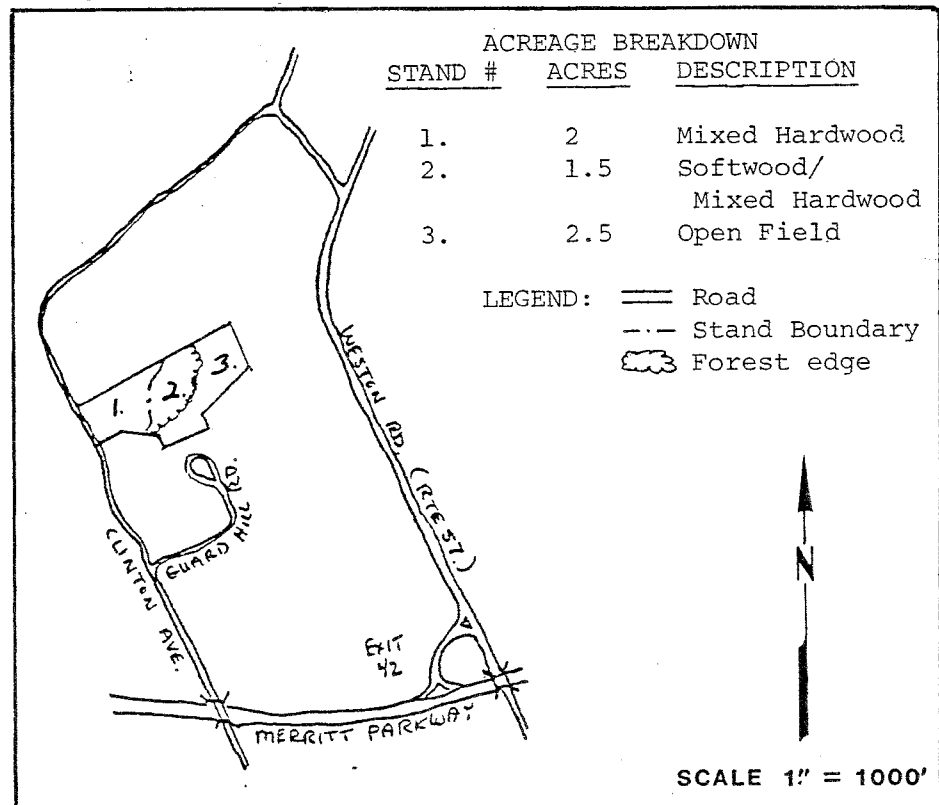 ACREAGE BREAKDOWN
STAND # ACRES DESCRIPTION
1. 2 Mixed Hardwood
2. 1.5 Softwood/
Mixed Hardwood
3. 2.5 Open Field
LEGEND: Road
Stand Boundary
Forest edge
1. 2. 3.
WESTON RD. (RTE 57.)
GUARD HILL RD.
CLINTON AVE.
N
EXIT
42
MERRITT PARKWAY
SCALE 1" = 1000'